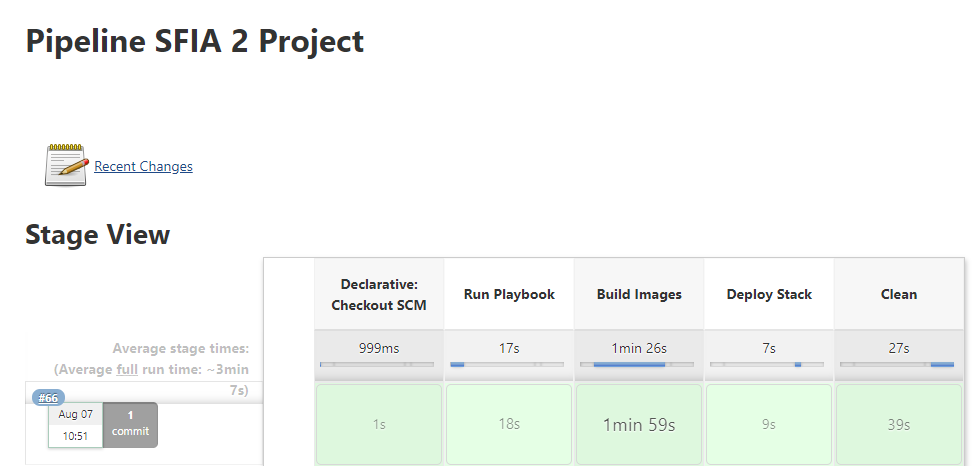 Pipeline SFIA 2 Project
Recent Changes
Stage View
Declarative:
Checkout SCM
Run Playbook
Build Images
Deploy Stack
Clean
Average stage times:
(Average full run time: ~3min
7s)
999ms
17s
1min 26s
7s
27s
#66
Aug 07
10:51
1
commit
1s
18s
1min 59s
9s
39s